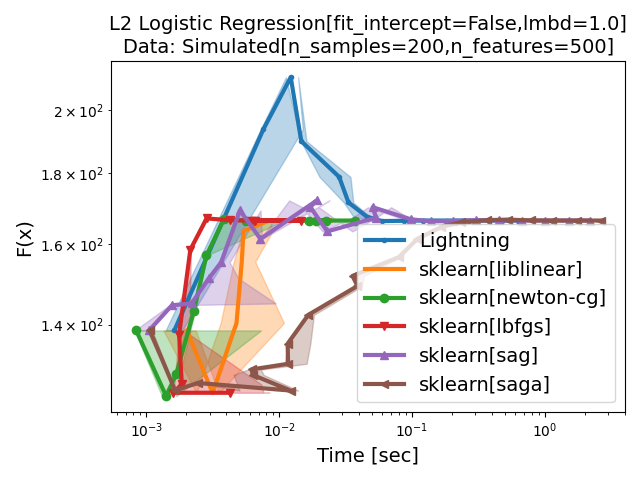 L2 Logistic Regression[fit_intercept=False,lmbd=1.0]
Data: Simulated[n_samples=200,n_features=500]
F(x)
2 × 10²
1.8 × 10²
1.6 × 10²
1.4 × 10²
Lightning
sklearn[liblinear]
sklearn[newton-cg]
sklearn[lbfgs]
sklearn[sag]
sklearn[saga]
10⁻³ 10⁻² 10⁻¹ 10⁰
Time [sec]